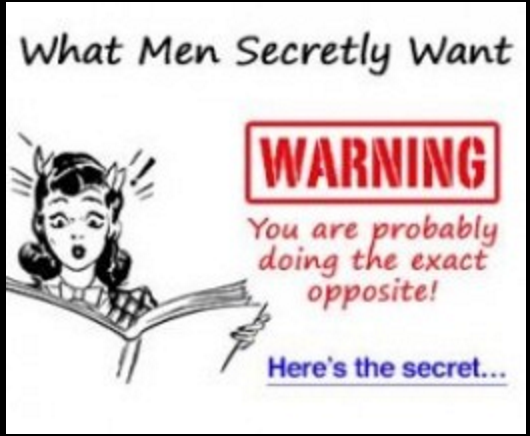 What Men Secretly Want
WARNING
You are probably
doing the exact
opposite!
Here's the secret...